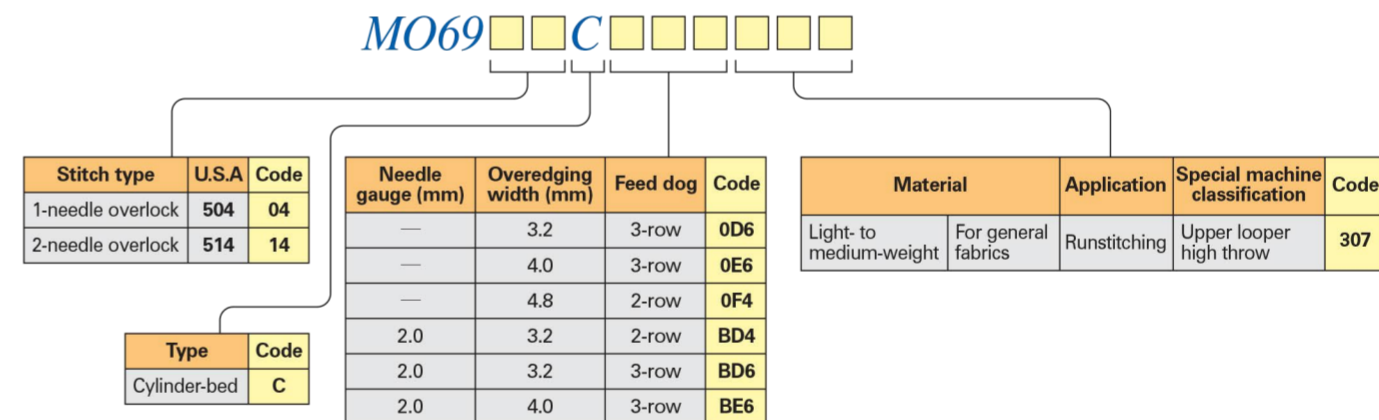 MO69 C
Stitch type U.S.A Code
1-needle overlock 504 04
2-needle overlock 514 14
Type Code
Cylinder-bed C
Needle gauge (mm) Overedging width (mm) Feed dog Code
— 3.2 3-row 0D6
— 4.0 3-row 0E6
— 4.8 2-row 0F4
2.0 3.2 2-row BD4
2.0 3.2 3-row BD6
2.0 4.0 3-row BE6
Material Application Special machine classification Code
Light- to medium-weight For general fabrics Runstitching Upper looper high throw 307